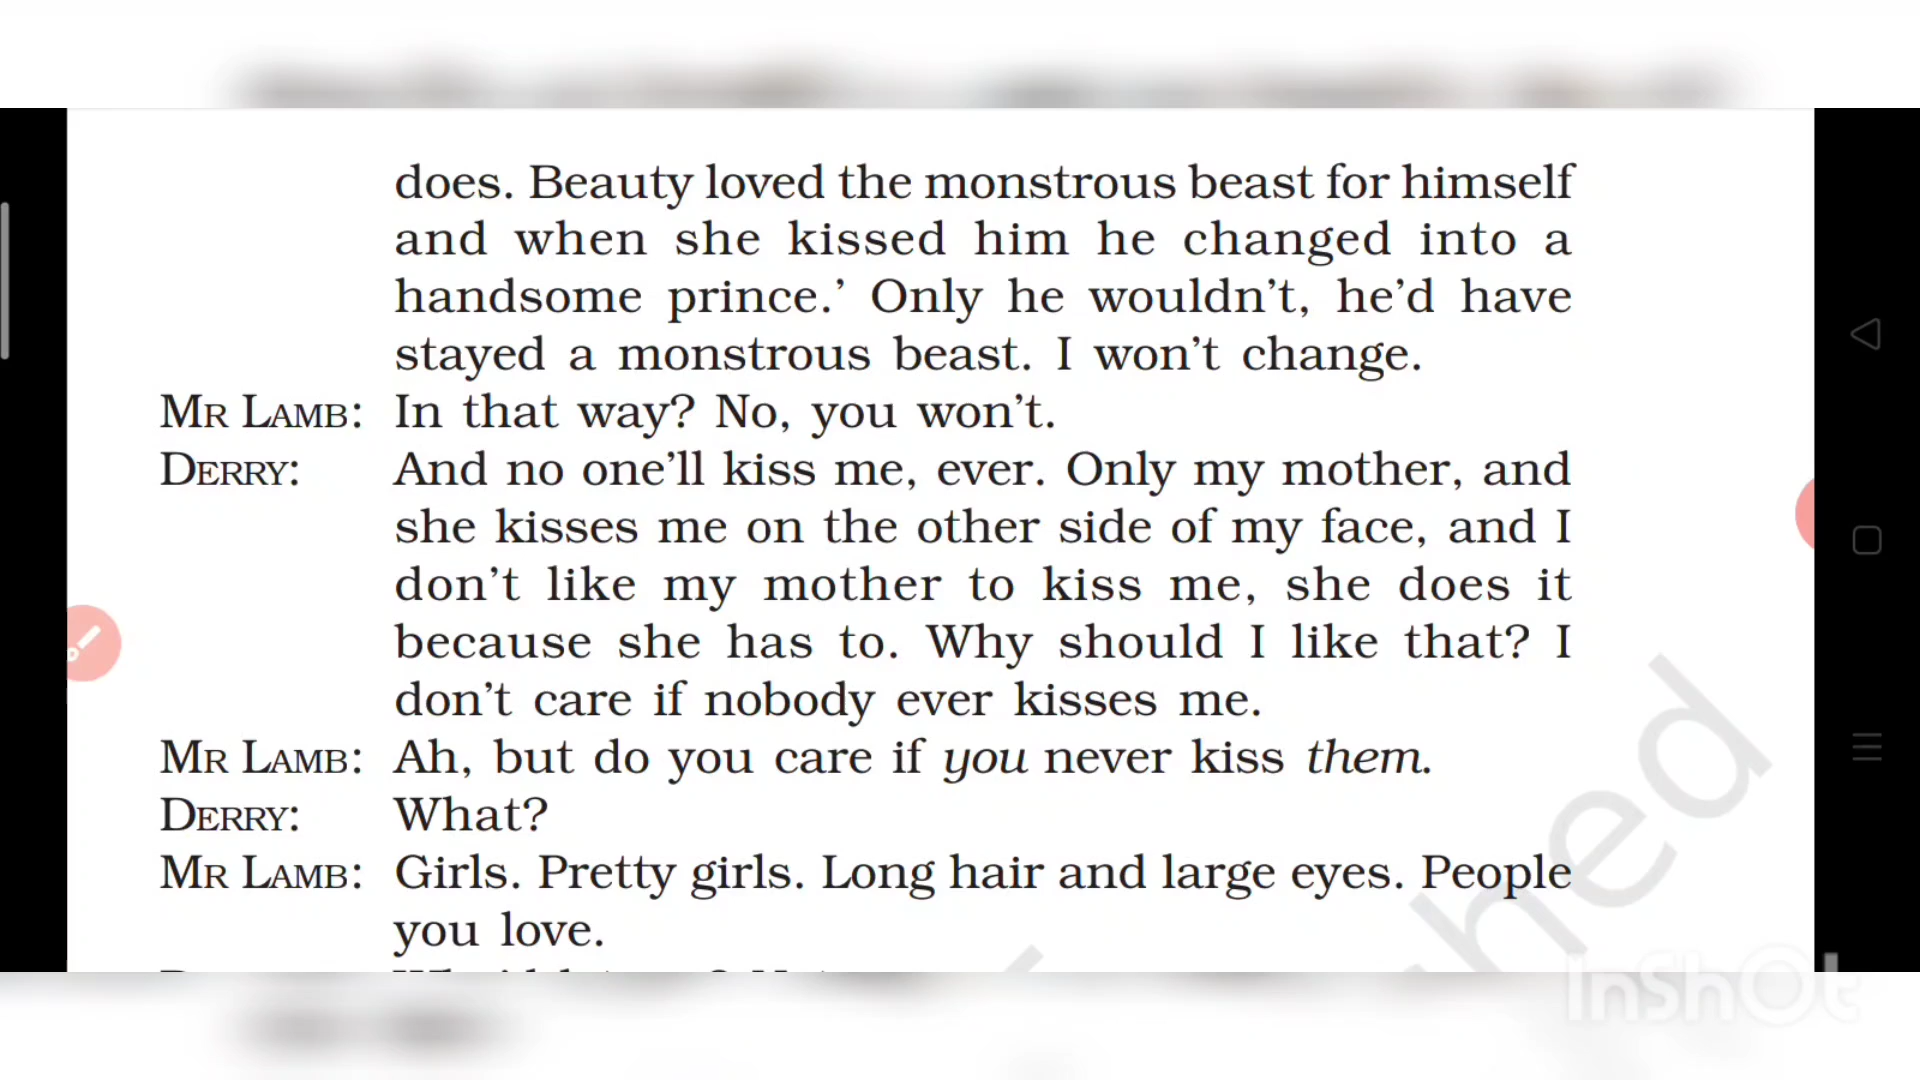 does. Beauty loved the monstrous beast for himself
and when she kissed him he changed into a
handsome prince.’ Only he wouldn’t, he’d have
stayed a monstrous beast. I won’t change.
MR LAMB: In that way? No, you won’t.
DERRY: And no one’ll kiss me, ever. Only my mother, and
she kisses me on the other side of my face, and I
don’t like my mother to kiss me, she does it
because she has to. Why should I like that? I
don’t care if nobody ever kisses me.
MR LAMB: Ah, but do you care if you never kiss them.
DERRY: What?
MR LAMB: Girls. Pretty girls. Long hair and large eyes. People
you love.
hed
InShOt